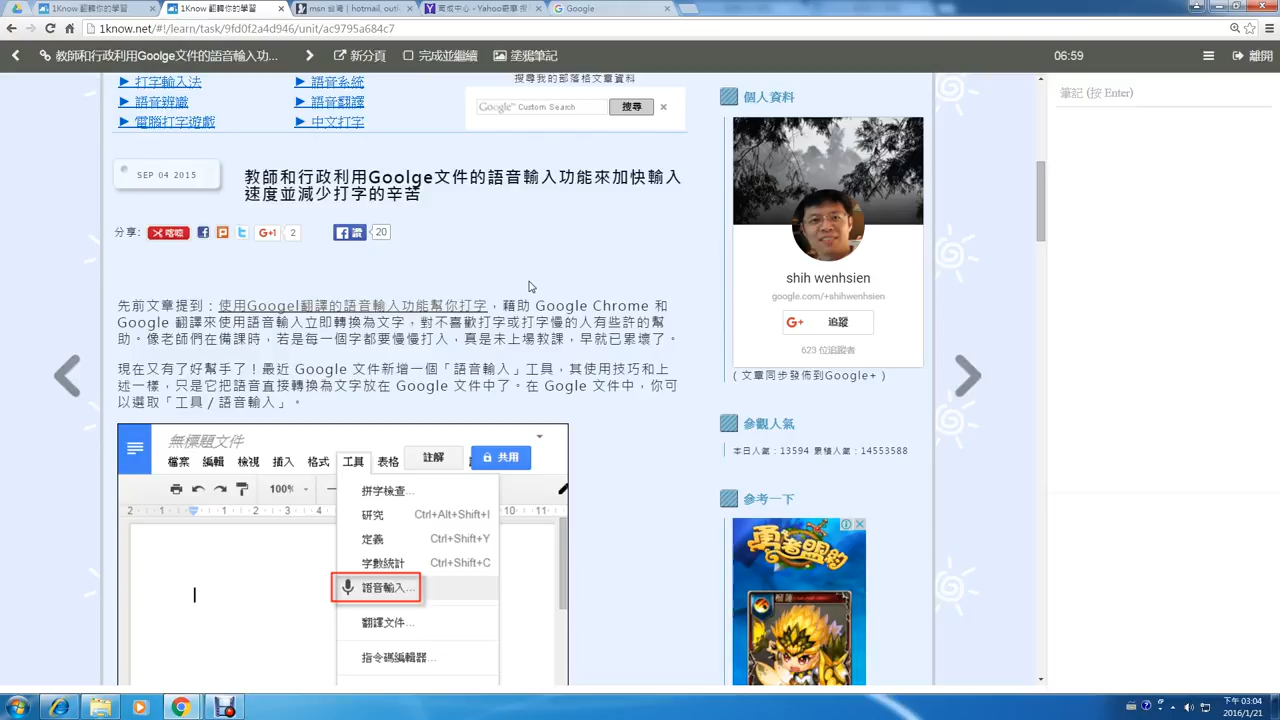 1Know 翻轉你的學習
1Know 翻轉你的學習
msn 台灣 | hotmail, outl
育成中心 - Yahoo奇摩 搜
Google
1know.net/#!/learn/task/9fd0f2a4d946/unit/ac9795a684c7
教師和行政利用Goolge文件的語音輸入功...
新分頁
完成並繼續
塗鴉筆記
06:59
離開
► 打字輸入法
► 語音系統
► 語音辨識
► 語音翻譯
► 電腦打字遊戲
► 中文打字
搜尋我的部落格文章資料
Google™ Custom Search
搜尋
×
SEP 04 2015
教師和行政利用Goolge文件的語音輸入功能來加快輸入
速度並減少打字的辛苦
分享:
G+1
2
讚
20
先前文章提到：使用Googel翻譯的語音輸入功能幫你打字，藉助 Google Chrome 和
Google 翻譯來使用語音輸入立即轉換為文字，對不喜歡打字或打字慢的人有些許的幫
助。像老師們在備課時，若是每一個字都要慢慢打入，真是未上場教課，早就已累壞了。
現在又有了好幫手了！最近 Google 文件新增一個「語音輸入」工具，其使用技巧和上
述一樣，只是它把語音直接轉換為文字放在 Google 文件中了。在 Gogle 文件中，你可
以選取「工具 / 語音輸入」。
無標題文件
檔案 編輯 檢視 插入 格式 工具 表格
註解
共用
100%
2 1 1 2 3 4 10 11
拼字檢查...
研究 Ctrl+Alt+Shift+I
定義 Ctrl+Shift+Y
字數統計 Ctrl+Shift+C
語音輸入...
翻譯文件...
指令碼編輯器...
個人資料
shih wenhsien
google.com/+shihwenhsien
G+ 追蹤
623 位追蹤者
( 文章同步發佈到Google+ )
參觀人氣
本日人氣：13594 累積人氣：14553588
參考一下
勇者盟約
筆記 (按 Enter)
下午 03:04
2016/1/21